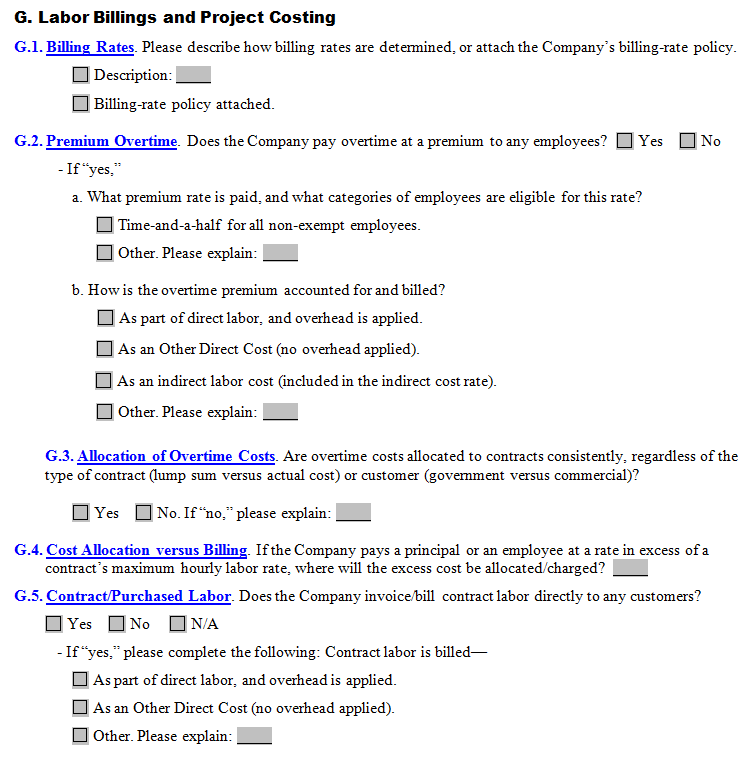 G. Labor Billings and Project Costing
G.1. Billing Rates. Please describe how billing rates are determined, or attach the Company’s billing-rate policy.
Description:
Billing-rate policy attached.
G.2. Premium Overtime. Does the Company pay overtime at a premium to any employees? Yes No
- If “yes,”
a. What premium rate is paid, and what categories of employees are eligible for this rate?
Time-and-a-half for all non-exempt employees.
Other. Please explain:
b. How is the overtime premium accounted for and billed?
As part of direct labor, and overhead is applied.
As an Other Direct Cost (no overhead applied).
As an indirect labor cost (included in the indirect cost rate).
Other. Please explain:
G.3. Allocation of Overtime Costs. Are overtime costs allocated to contracts consistently, regardless of the
type of contract (lump sum versus actual cost) or customer (government versus commercial)?
Yes No. If “no,” please explain:
G.4. Cost Allocation versus Billing. If the Company pays a principal or an employee at a rate in excess of a
contract’s maximum hourly labor rate, where will the excess cost be allocated/charged?
G.5. Contract/Purchased Labor. Does the Company invoice/bill contract labor directly to any customers?
Yes No N/A
- If “yes,” please complete the following: Contract labor is billed—
As part of direct labor, and overhead is applied.
As an Other Direct Cost (no overhead applied).
Other. Please explain: